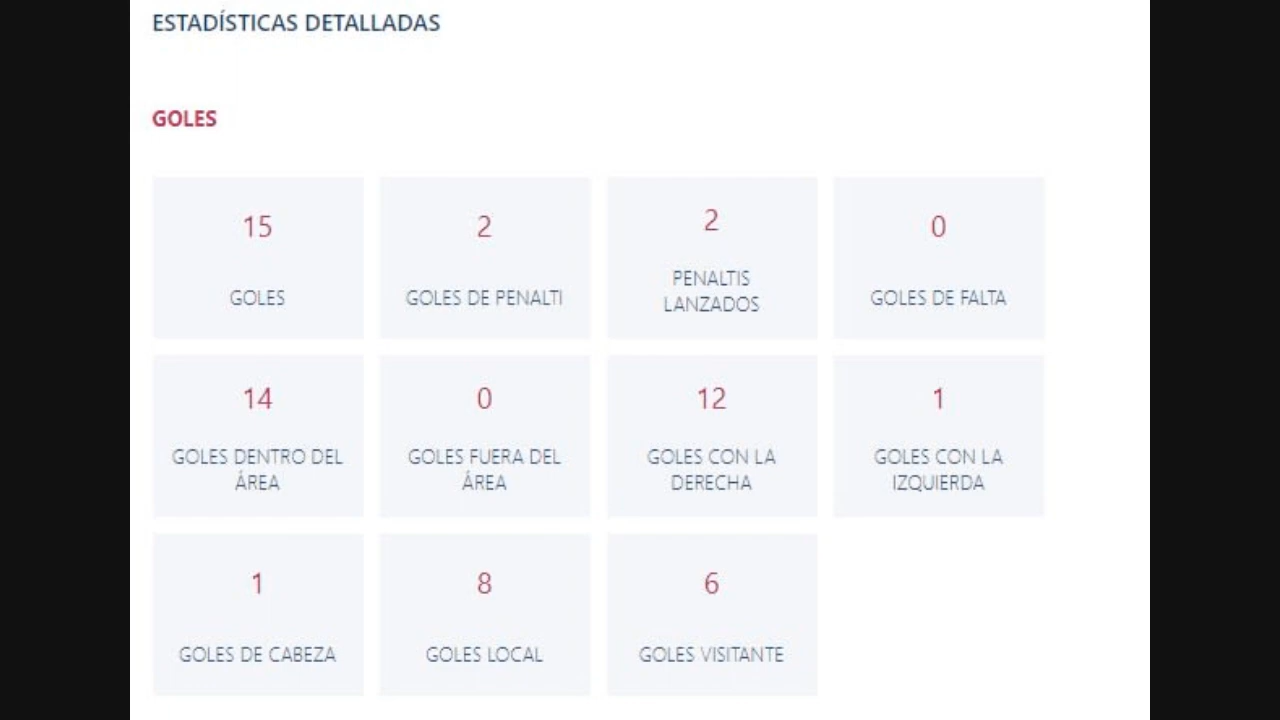 ESTADÍSTICAS DETALLADAS
GOLES
15
GOLES
2
GOLES DE PENALTI
2
PENALTIS
LANZADOS
0
GOLES DE FALTA
14
GOLES DENTRO DEL
ÁREA
0
GOLES FUERA DEL
ÁREA
12
GOLES CON LA
DERECHA
1
GOLES CON LA
IZQUIERDA
1
GOLES DE CABEZA
8
GOLES LOCAL
6
GOLES VISITANTE